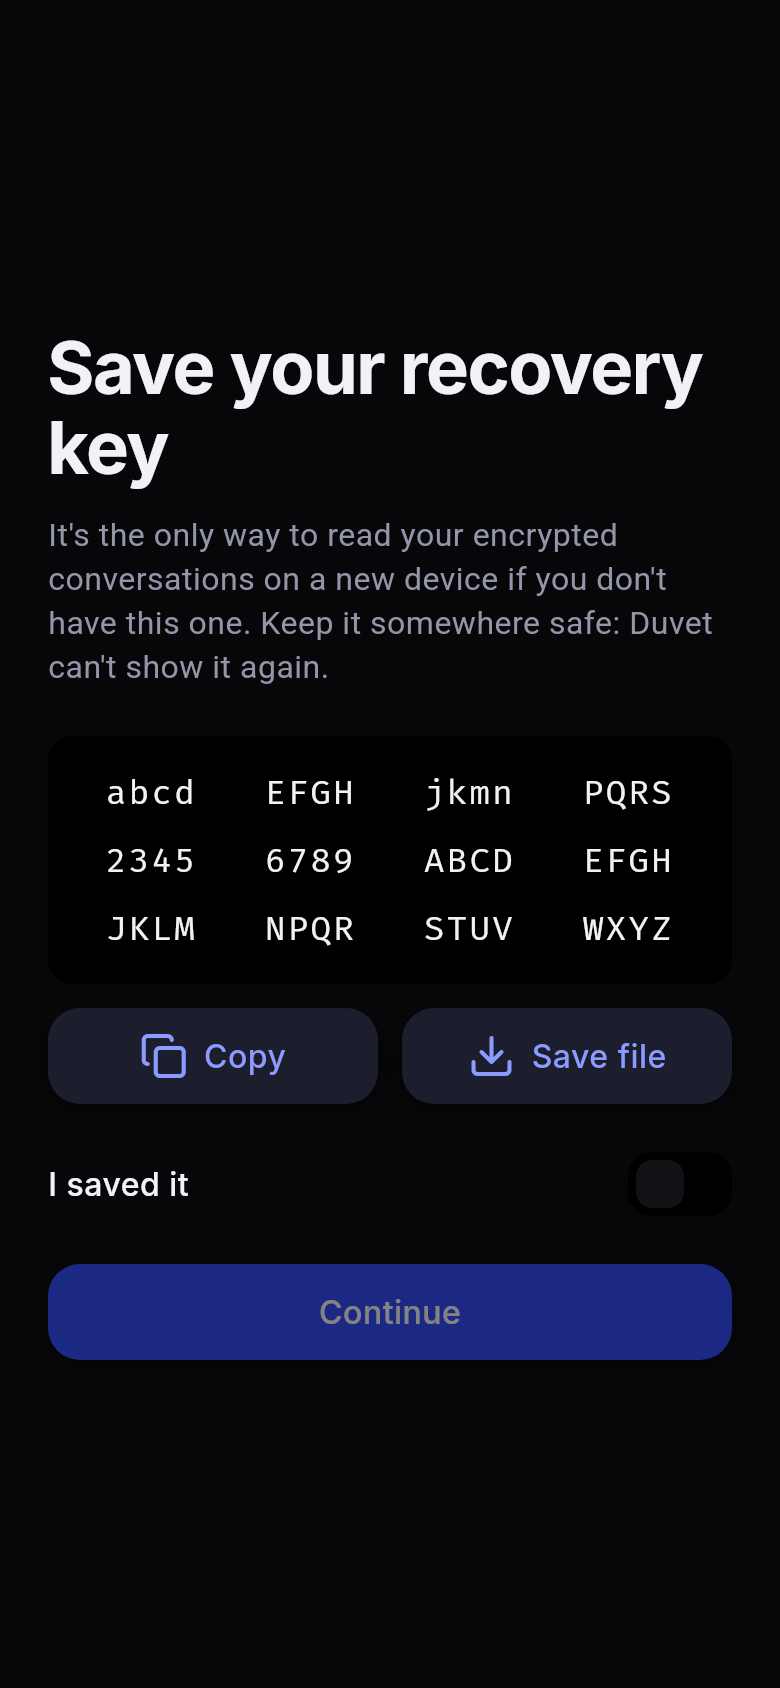 Save your recovery
key
It's the only way to read your encrypted
conversations on a new device if you don't
have this one. Keep it somewhere safe: Duvet
can't show it again.
abcd EFGH jkmn PQRS
2345 6789 ABCD EFGH
JKLM NPQR STUV WXYZ
Copy Save file
I saved it
Continue